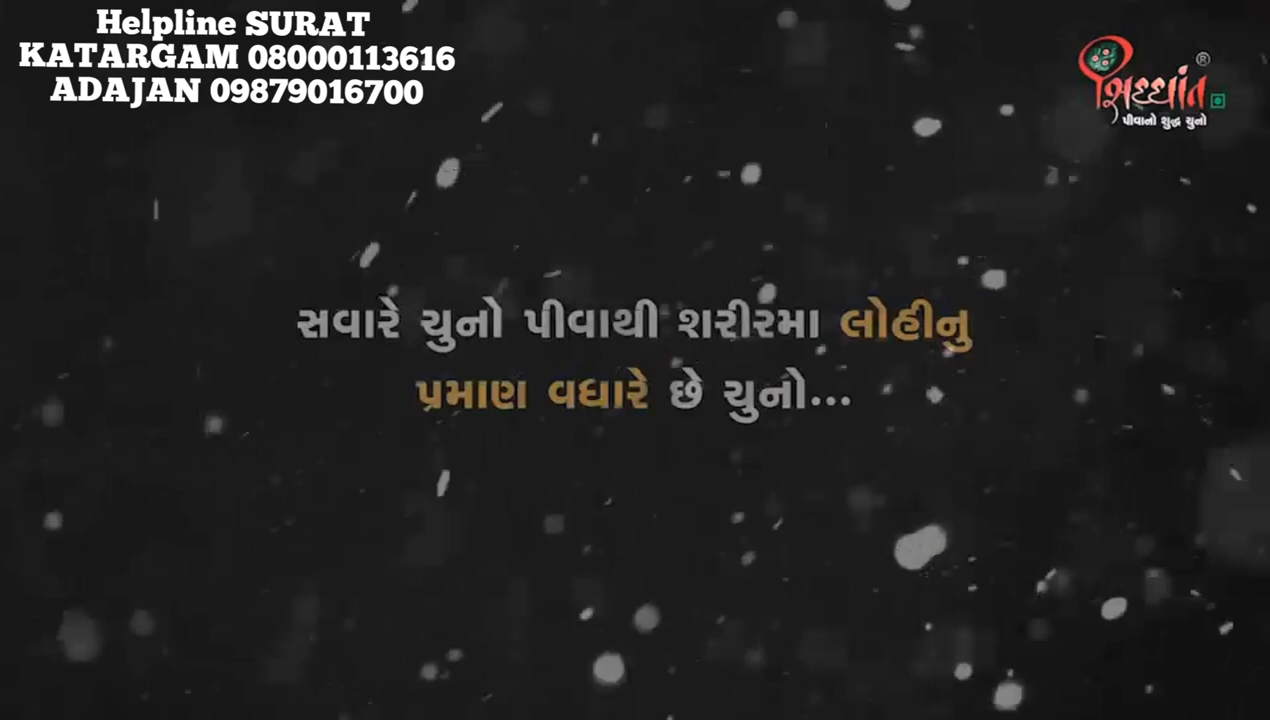 Helpline SURAT
KATARGAM 08000113616
ADAJAN 09879016700
સિધ્ધાંત ®
પીવાનો શુદ્ધ ચુનો
સવારે ચુનો પીવાથી શરીરમા લોહીનુ
પ્રમાણ વધારે છે ચુનો...